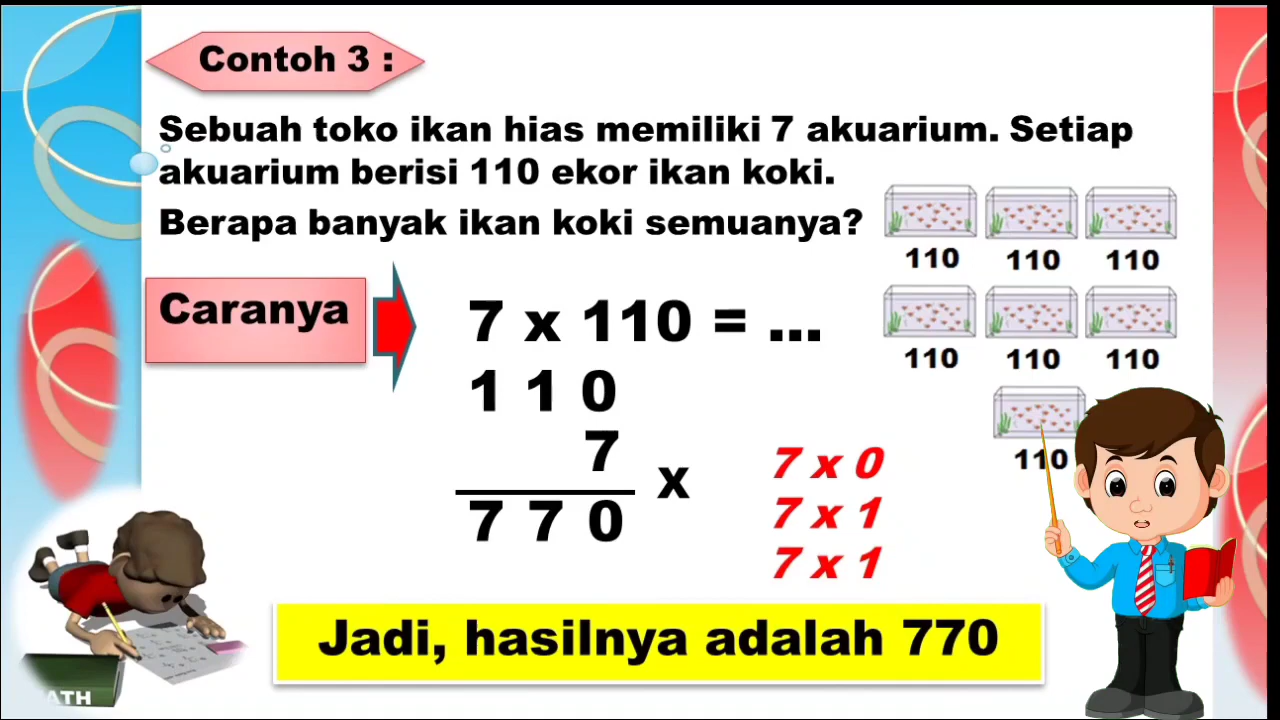 Contoh 3 :
Sebuah toko ikan hias memiliki 7 akuarium. Setiap
akuarium berisi 110 ekor ikan koki.
Berapa banyak ikan koki semuanya?
110 110 110
110 110 110
110
Caranya
7 x 110 = ...
1 1 0
7
x
7 7 0
7 x 0
7 x 1
7 x 1
Jadi, hasilnya adalah 770